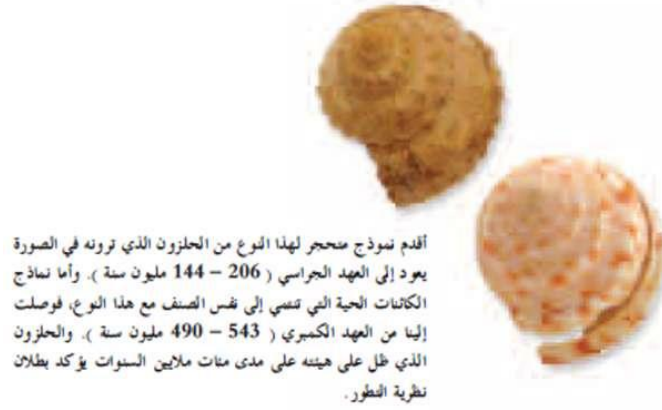 أقدم نموذج متحجر لهذا النوع من الحلزون الذي ترونه في الصورة
يعود إلى العهد الجراسي ( 206 – 144 مليون سنة ). وأما نماذج
الكائنات الحية التي تنتمي إلى نفس الصنف مع هذا النوع، فوصلت
إلينا من العهد الكمبري ( 543 – 490 مليون سنة ). والحلزون
الذي ظل على هيئته على مدى مئات ملايين السنوات يؤكد بطلان
نظرية التطور.